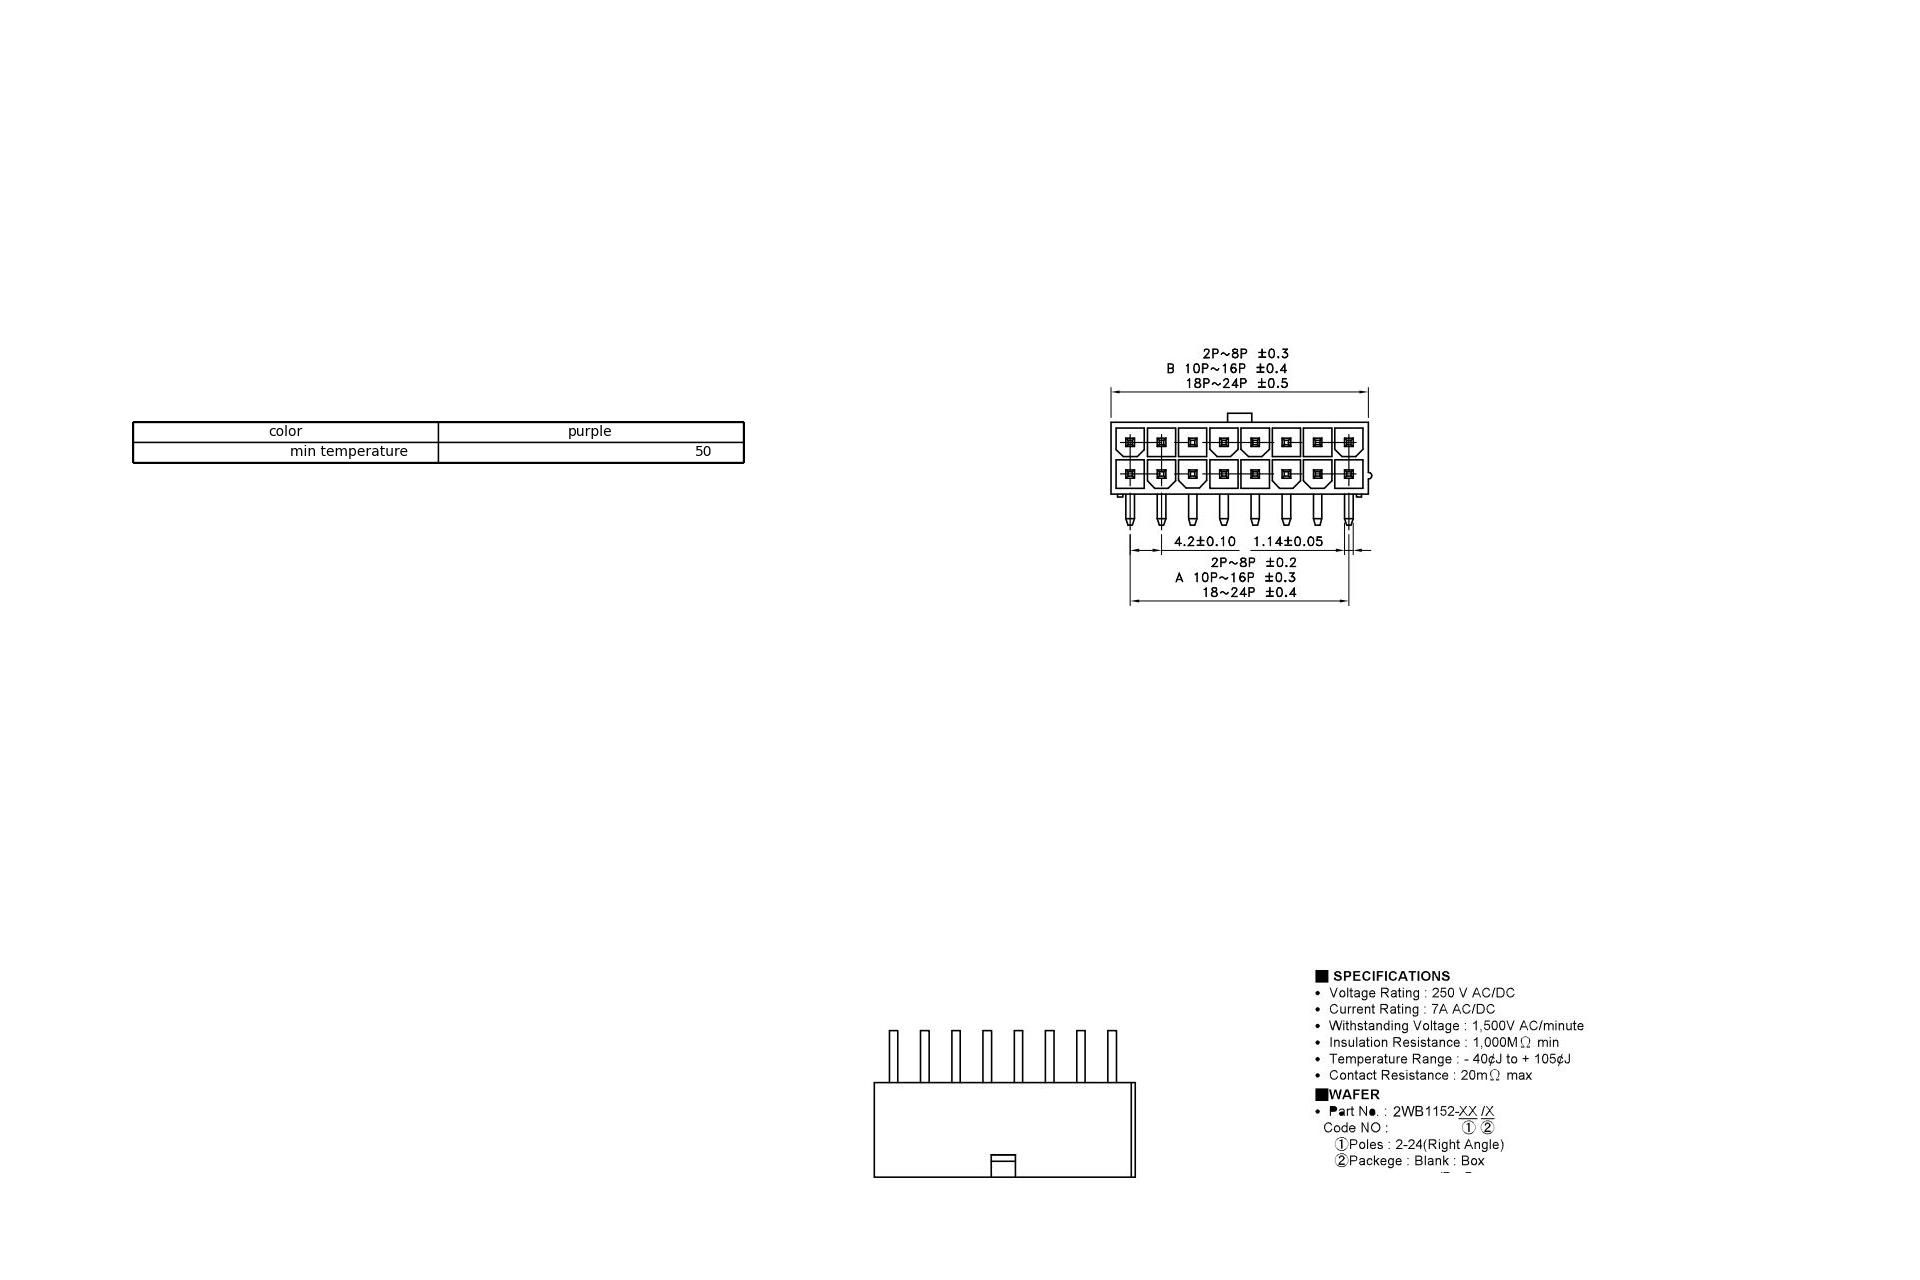 2P~8P ±0.3
B 10P~16P ±0.4
18P~24P ±0.5
color purple
min temperature 50
4.2±0.10 1.14±0.05
2P~8P ±0.2
A 10P~16P ±0.3
18~24P ±0.4
■ SPECIFICATIONS
• Voltage Rating : 250 V AC/DC
• Current Rating : 7A AC/DC
• Withstanding Voltage : 1,500V AC/minute
• Insulation Resistance : 1,000MΩ min
• Temperature Range : - 40¢J to + 105¢J
• Contact Resistance : 20mΩ max
■WAFER
• Part No. : 2WB1152-XX /X
Code NO : ① ②
①Poles : 2-24(Right Angle)
②Packege : Blank : Box